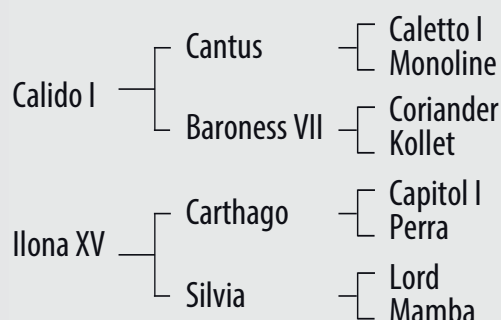 Caletto I
Cantus
Monoline
Calido I
Coriander
Baroness VII
Kollet
Capitol I
Carthago
Perra
Ilona XV
Lord
Silvia
Mamba